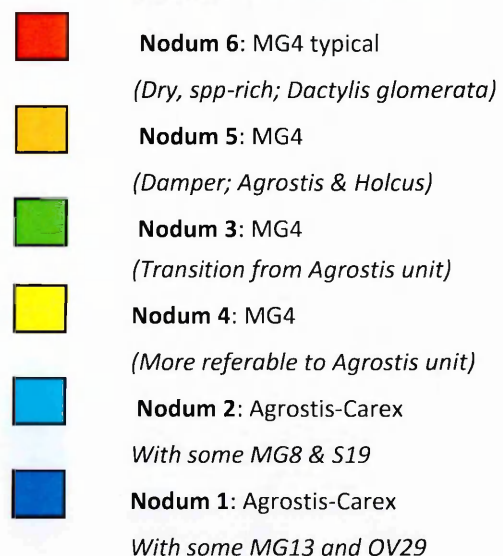 Nodum 6: MG4 typical
(Dry, spp-rich; Dactylis glomerata)
Nodum 5: MG4
(Damper; Agrostis & Holcus)
Nodum 3: MG4
(Transition from Agrostis unit)
Nodum 4: MG4
(More referable to Agrostis unit)
Nodum 2: Agrostis-Carex
With some MG8 & S19
Nodum 1: Agrostis-Carex
With some MG13 and OV29